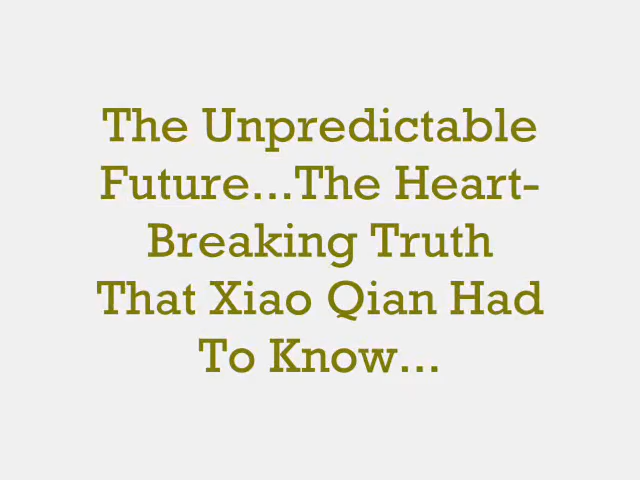 The Unpredictable
Future...The Heart-
Breaking Truth
That Xiao Qian Had
To Know...